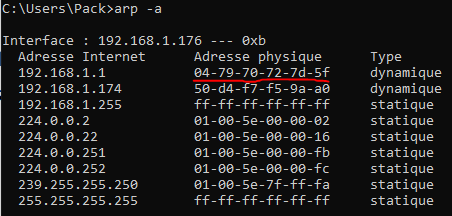 C:\Users\Pack>arp -a
Interface : 192.168.1.176 --- 0xb
Adresse Internet Adresse physique Type
192.168.1.1 04-79-70-72-7d-5f dynamique
192.168.1.174 50-d4-f7-f5-9a-a0 dynamique
192.168.1.255 ff-ff-ff-ff-ff-ff statique
224.0.0.2 01-00-5e-00-00-02 statique
224.0.0.22 01-00-5e-00-00-16 statique
224.0.0.251 01-00-5e-00-00-fb statique
224.0.0.252 01-00-5e-00-00-fc statique
239.255.255.250 01-00-5e-7f-ff-fa statique
255.255.255.255 ff-ff-ff-ff-ff-ff statique